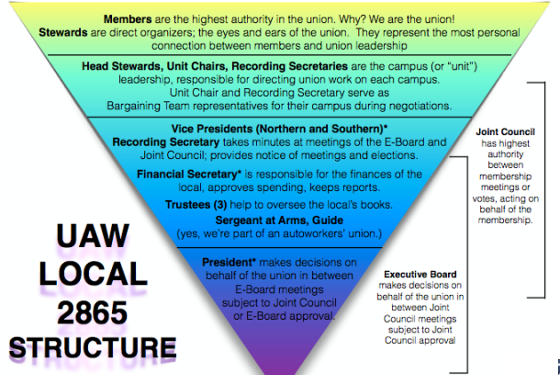 Members are the highest authority in the union. Why? We are the union!
Stewards are direct organizers; the eyes and ears of the union. They represent the most personal
connection between members and union leadership
Head Stewards, Unit Chairs, Recording Secretaries are the campus (or “unit”)
leadership, responsible for directing union work on each campus.
Unit Chair and Recording Secretary serve as
Bargaining Team representatives for their campus during negotiations.
Vice Presidents (Northern and Southern)*
Recording Secretary takes minutes at meetings of the E-Board and
Joint Council; provides notice of meetings and elections.
Financial Secretary* is responsible for the finances of the
local, approves spending, keeps reports.
Trustees (3) help to oversee the local's books.
Sergeant at Arms, Guide
(yes, we're part of an autoworkers' union.)
President* makes decisions on
behalf of the union in between
E-Board meetings
subject to Joint Council
or E-Board approval.
Joint Council
has highest
authority
between
membership
meetings or
votes, acting on
behalf of the
membership.
Executive Board
makes decisions on
behalf of the union in
between Joint
Council meetings
subject to Joint
Council approval
UAW
LOCAL
2865
STRUCTURE